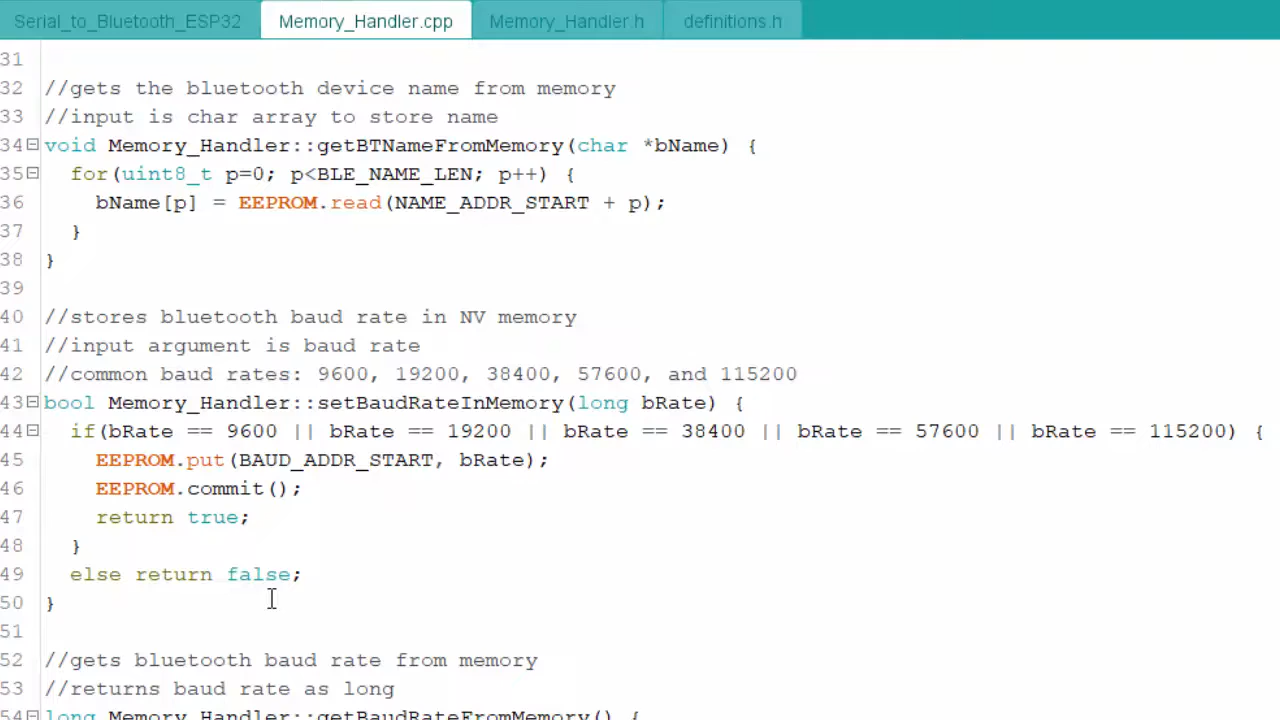 Serial_to_Bluetooth_ESP32 Memory_Handler.cpp Memory_Handler.h definitions.h
31
32 //gets the bluetooth device name from memory
33 //input is char array to store name
34 void Memory_Handler::getBTNameFromMemory(char *bName) {
35   for(uint8_t p=0; p<BLE_NAME_LEN; p++) {
36     bName[p] = EEPROM.read(NAME_ADDR_START + p);
37   }
38 }
39
40 //stores bluetooth baud rate in NV memory
41 //input argument is baud rate
42 //common baud rates: 9600, 19200, 38400, 57600, and 115200
43 bool Memory_Handler::setBaudRateInMemory(long bRate) {
44   if(bRate == 9600 || bRate == 19200 || bRate == 38400 || bRate == 57600 || bRate == 115200) {
45     EEPROM.put(BAUD_ADDR_START, bRate);
46     EEPROM.commit();
47     return true;
48   }
49   else return false;
50 }
51
52 //gets bluetooth baud rate from memory
53 //returns baud rate as long
54 long Memory_Handler::getBaudRateFromMemory() {